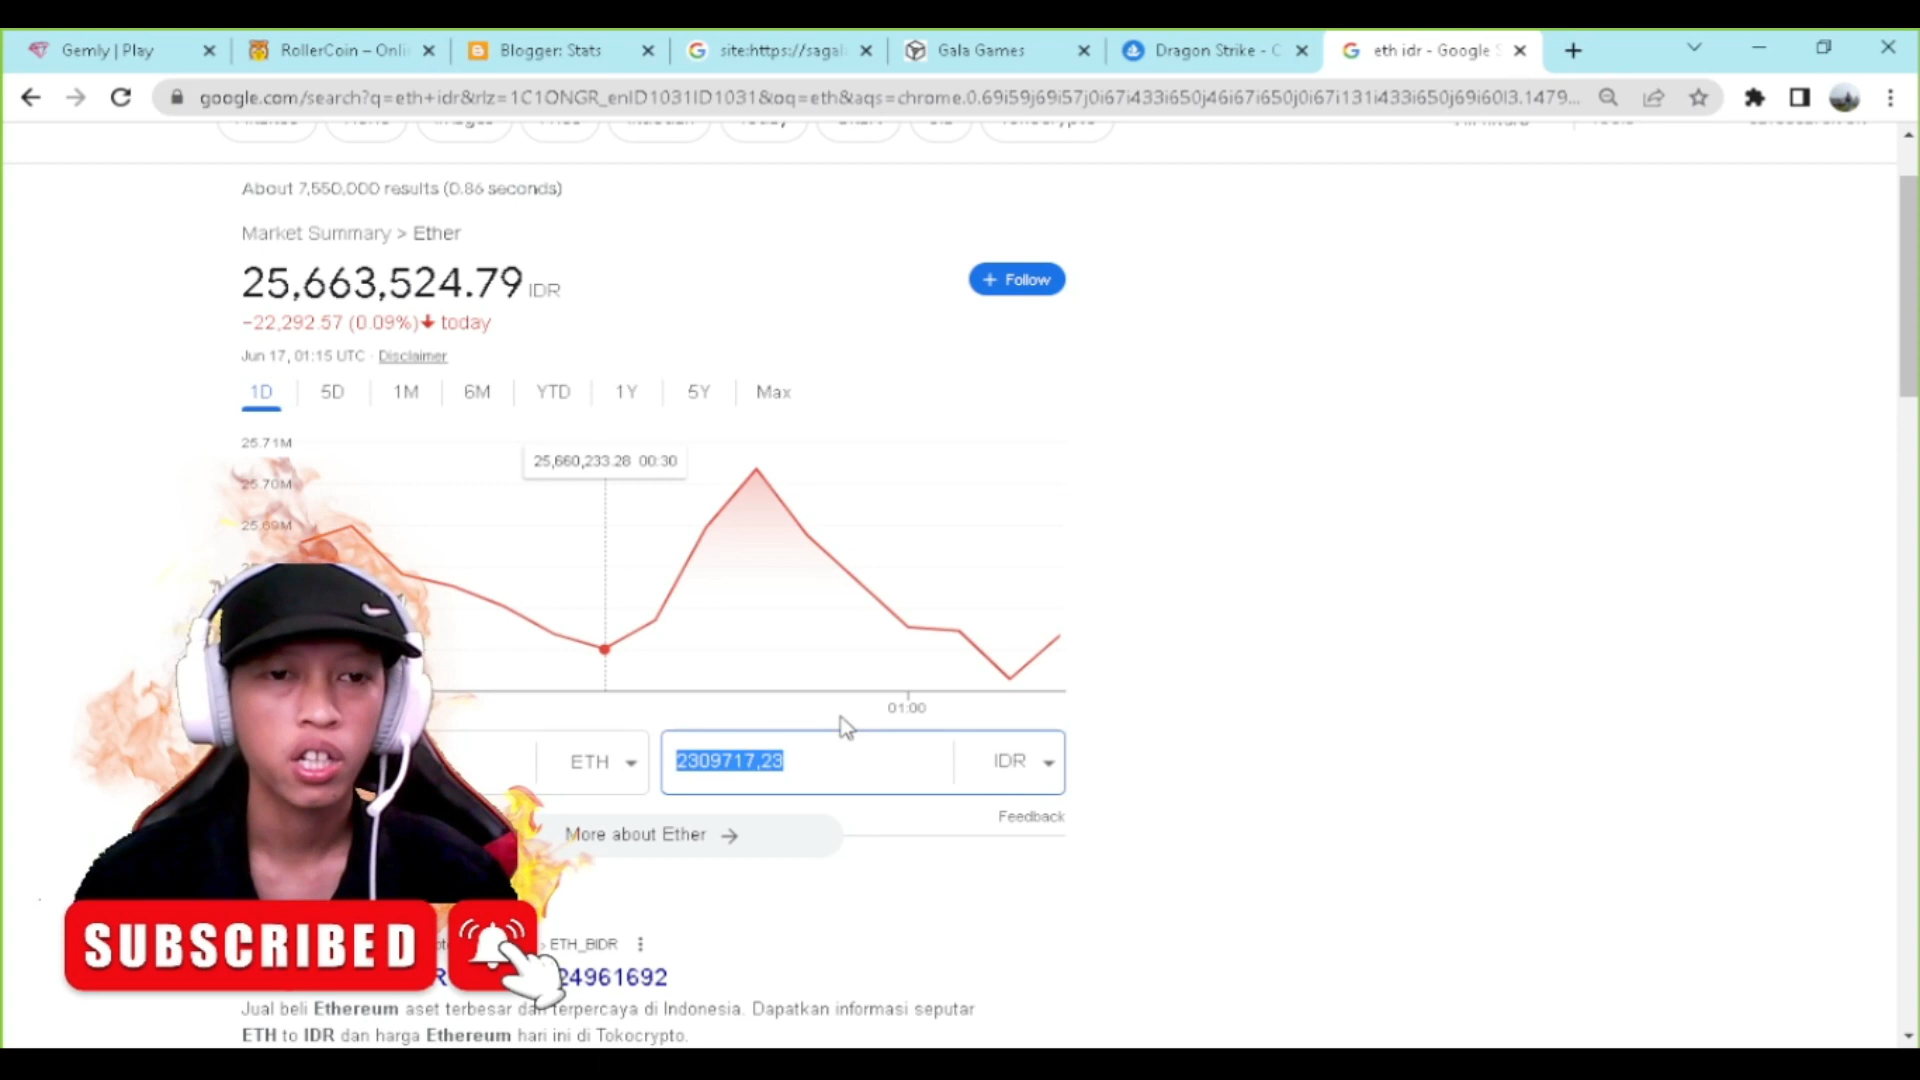 Gemly | Play
RollerCoin – Onli
Blogger: Stats
site:https://sagal
Gala Games
Dragon Strike - C
eth idr - Google S
google.com/search?q=eth+idr&rlz=1C1ONGR_enID1031ID1031&oq=eth&aqs=chrome.0.69i59j69i57j0i67i433i650j46i67i650j0i67i131i433i650j69i60l3.1479...
About 7,550,000 results (0.86 seconds)
Market Summary > Ether
25,663,524.79 IDR
+ Follow
−22,292.57 (0.09%) today
Jun 17, 01:15 UTC · Disclaimer
1D 5D 1M 6M YTD 1Y 5Y Max
25.71M
25,660,233.28 00:30
25.70M
25.69M
01:00
ETH
2309717,23 IDR
Feedback
More about Ether
SUBSCRIBED
ETH_BIDR
24961692
Jual beli Ethereum aset terbesar dan terpercaya di Indonesia. Dapatkan informasi seputar
ETH to IDR dan harga Ethereum hari ini di Tokocrypto.